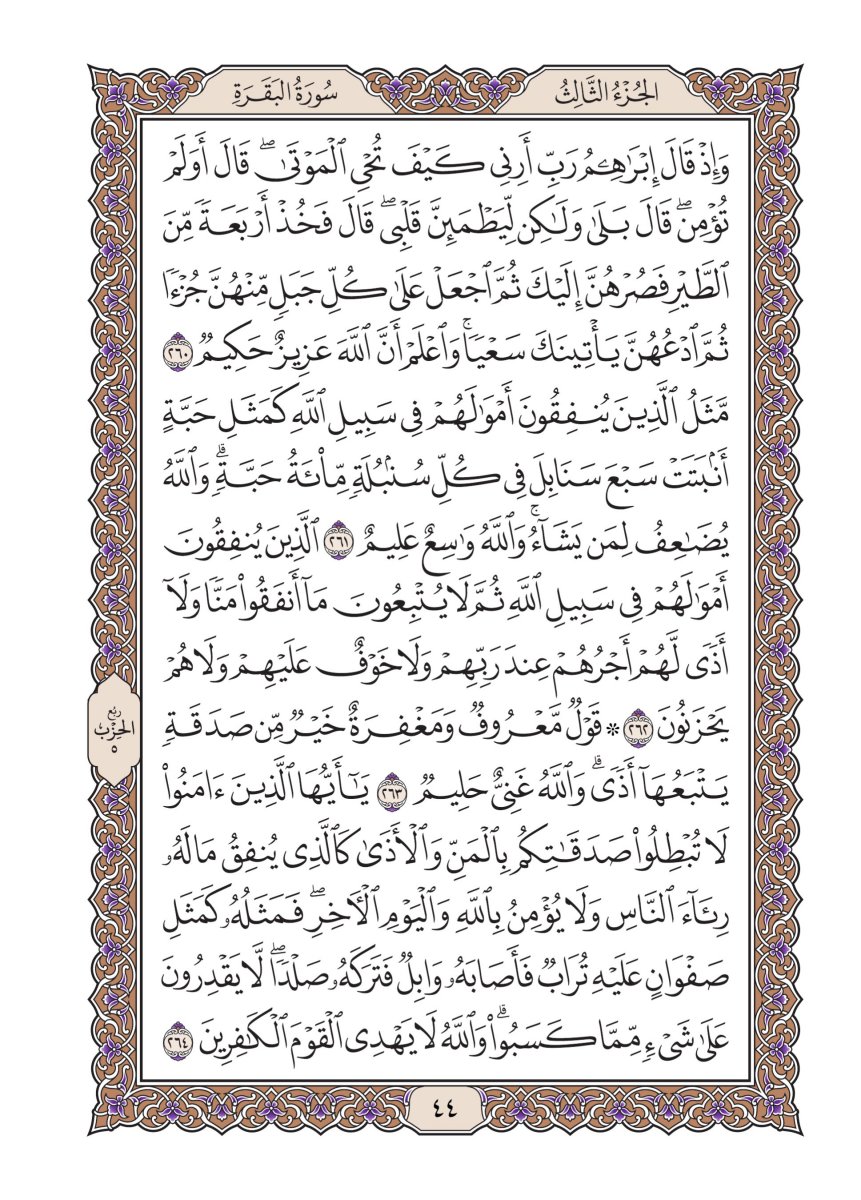 الجُزْءُ الثَّالِثُ
سُورَةُ البَقَرَةِ
وَإِذْ قَالَ إِبْرَٰهِـۧمُ رَبِّ أَرِنِى كَيْفَ تُحْىِ ٱلْمَوْتَىٰۖ قَالَ أَوَلَمْ
تُؤْمِنۖ قَالَ بَلَىٰ وَلَٰكِن لِّيَطْمَئِنَّ قَلْبِىۖ قَالَ فَخُذْ أَرْبَعَةً مِّنَ
ٱلطَّيْرِ فَصُرْهُنَّ إِلَيْكَ ثُمَّ ٱجْعَلْ عَلَىٰ كُلِّ جَبَلٍ مِّنْهُنَّ جُزْءًا
ثُمَّ ٱدْعُهُنَّ يَأْتِينَكَ سَعْيًاۚ وَٱعْلَمْ أَنَّ ٱللَّهَ عَزِيزٌ حَكِيمٌ ٢٦٠
مَّثَلُ ٱلَّذِينَ يُنفِقُونَ أَمْوَٰلَهُمْ فِى سَبِيلِ ٱللَّهِ كَمَثَلِ حَبَّةٍ
أَنۢبَتَتْ سَبْعَ سَنَابِلَ فِى كُلِّ سُنۢبُلَةٍ مِّا۟ئَةُ حَبَّةٍۗ وَٱللَّهُ
يُضَٰعِفُ لِمَن يَشَآءُۚ وَٱللَّهُ وَٰسِعٌ عَلِيمٌ ٢٦١ ٱلَّذِينَ يُنفِقُونَ
أَمْوَٰلَهُمْ فِى سَبِيلِ ٱللَّهِ ثُمَّ لَا يُتْبِعُونَ مَآ أَنفَقُوا۟ مَنًّا وَلَآ
أَذًى لَّهُمْ أَجْرُهُمْ عِندَ رَبِّهِمْ وَلَا خَوْفٌ عَلَيْهِمْ وَلَا هُمْ
يَحْزَنُونَ ٢٦٢ * قَوْلٌ مَّعْرُوفٌ وَمَغْفِرَةٌ خَيْرٌ مِّن صَدَقَةٍ
يَتْبَعُهَآ أَذًىۗ وَٱللَّهُ غَنِىٌّ حَلِيمٌ ٢٦٣ يَٰٓأَيُّهَا ٱلَّذِينَ ءَامَنُوا۟
لَا تُبْطِلُوا۟ صَدَقَٰتِكُم بِٱلْمَنِّ وَٱلْأَذَىٰ كَٱلَّذِى يُنفِقُ مَالَهُۥ
رِئَآءَ ٱلنَّاسِ وَلَا يُؤْمِنُ بِٱللَّهِ وَٱلْيَوْمِ ٱلْءَاخِرِۖ فَمَثَلُهُۥ كَمَثَلِ
صَفْوَانٍ عَلَيْهِ تُرَابٌ فَأَصَابَهُۥ وَابِلٌ فَتَرَكَهُۥ صَلْدًاۖ لَّا يَقْدِرُونَ
عَلَىٰ شَىْءٍ مِّمَّا كَسَبُوا۟ۗ وَٱللَّهُ لَا يَهْدِى ٱلْقَوْمَ ٱلْكَٰفِرِينَ ٢٦٤
رُبْع
الحِزْبِ
٥
٤٤